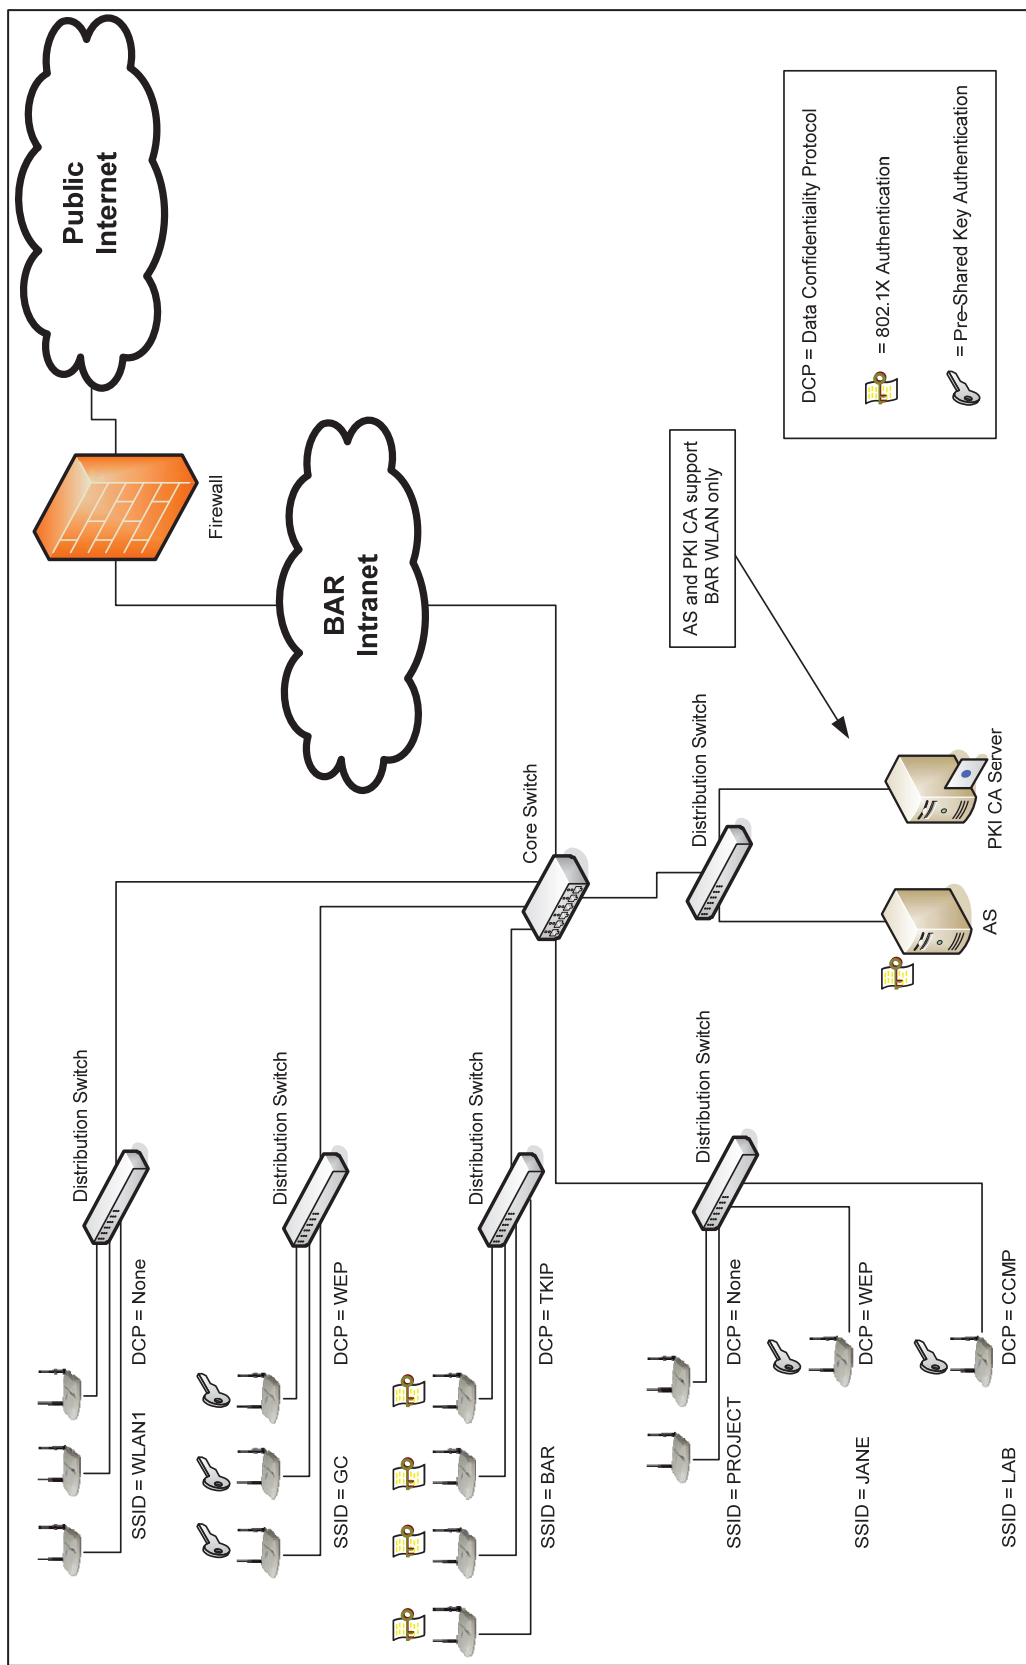 Public
Internet
Firewall
BAR
Intranet
DCP = Data Confidentiality Protocol
= 802.1X Authentication
= Pre-Shared Key Authentication
AS and PKI CA support
BAR WLAN only
Core Switch
Distribution Switch
PKI CA Server
AS
Distribution Switch
DCP = None
SSID = WLAN1
Distribution Switch
DCP = WEP
SSID = GC
Distribution Switch
DCP = TKIP
SSID = BAR
Distribution Switch
DCP = None
SSID = PROJECT
DCP = WEP
SSID = JANE
DCP = CCMP
SSID = LAB